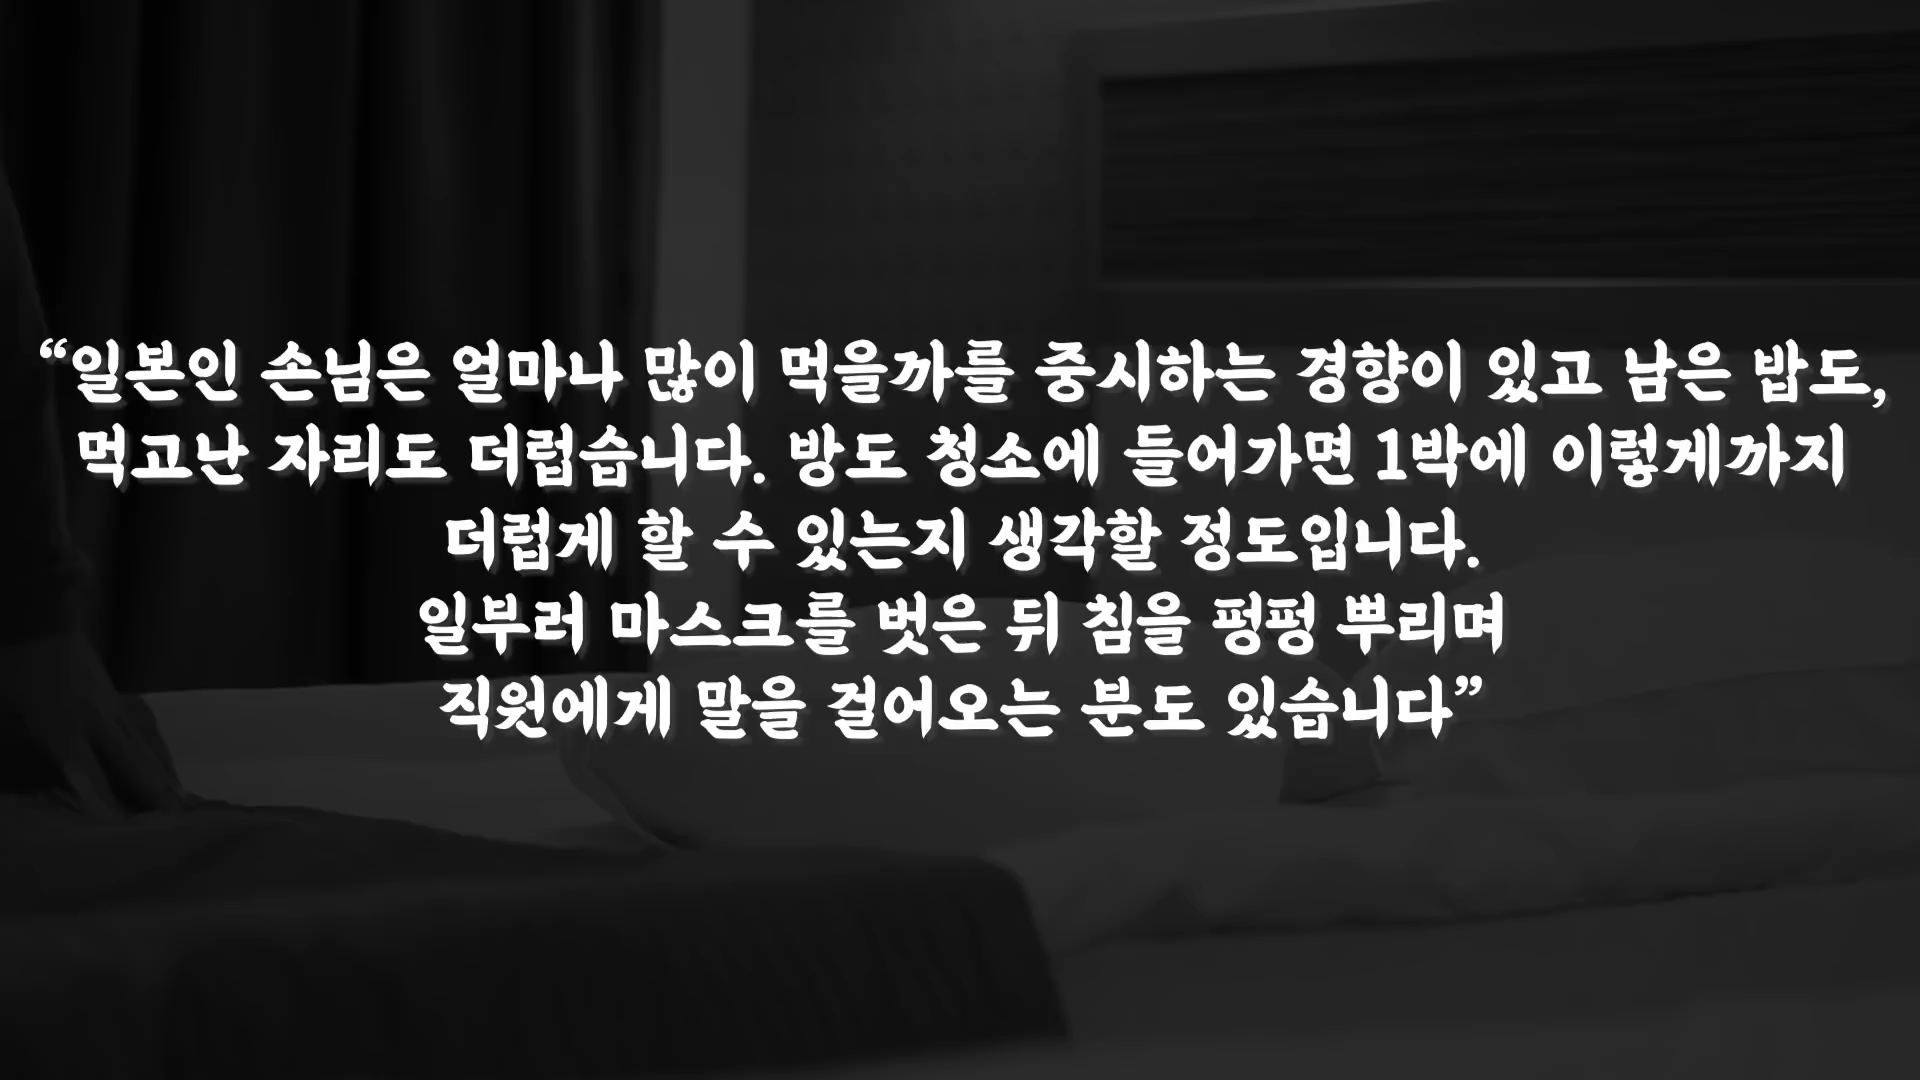 “일본인 손님은 얼마나 많이 먹을까를 중시하는 경향이 있고 남은 밥도,
먹고난 자리도 더럽습니다. 방도 청소에 들어가면 1박에 이렇게까지
더럽게 할 수 있는지 생각할 정도입니다.
일부러 마스크를 벗은 뒤 침을 펑펑 뿌리며
직원에게 말을 걸어오는 분도 있습니다”